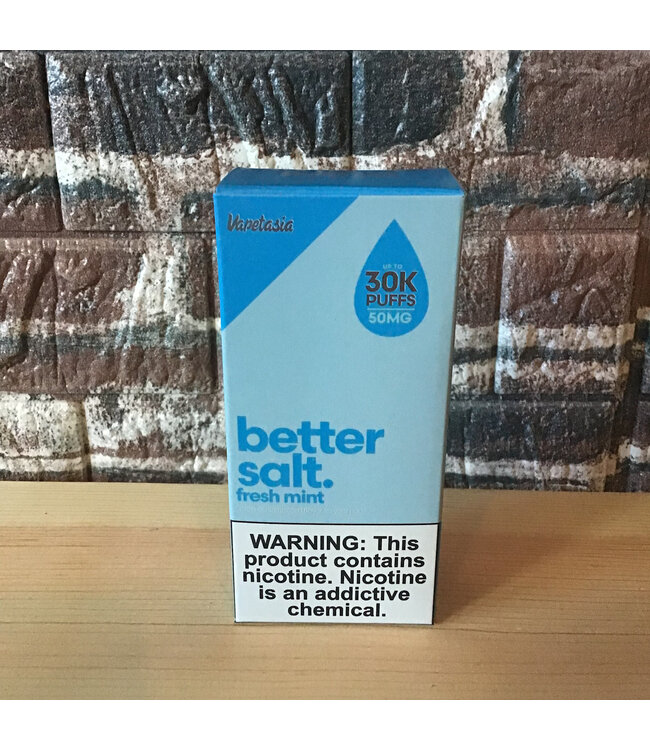 Vapetasia
UP TO
30K
PUFFS
50MG
better
salt.
fresh mint
WARNING: This
product contains
nicotine. Nicotine
is an addictive
chemical.